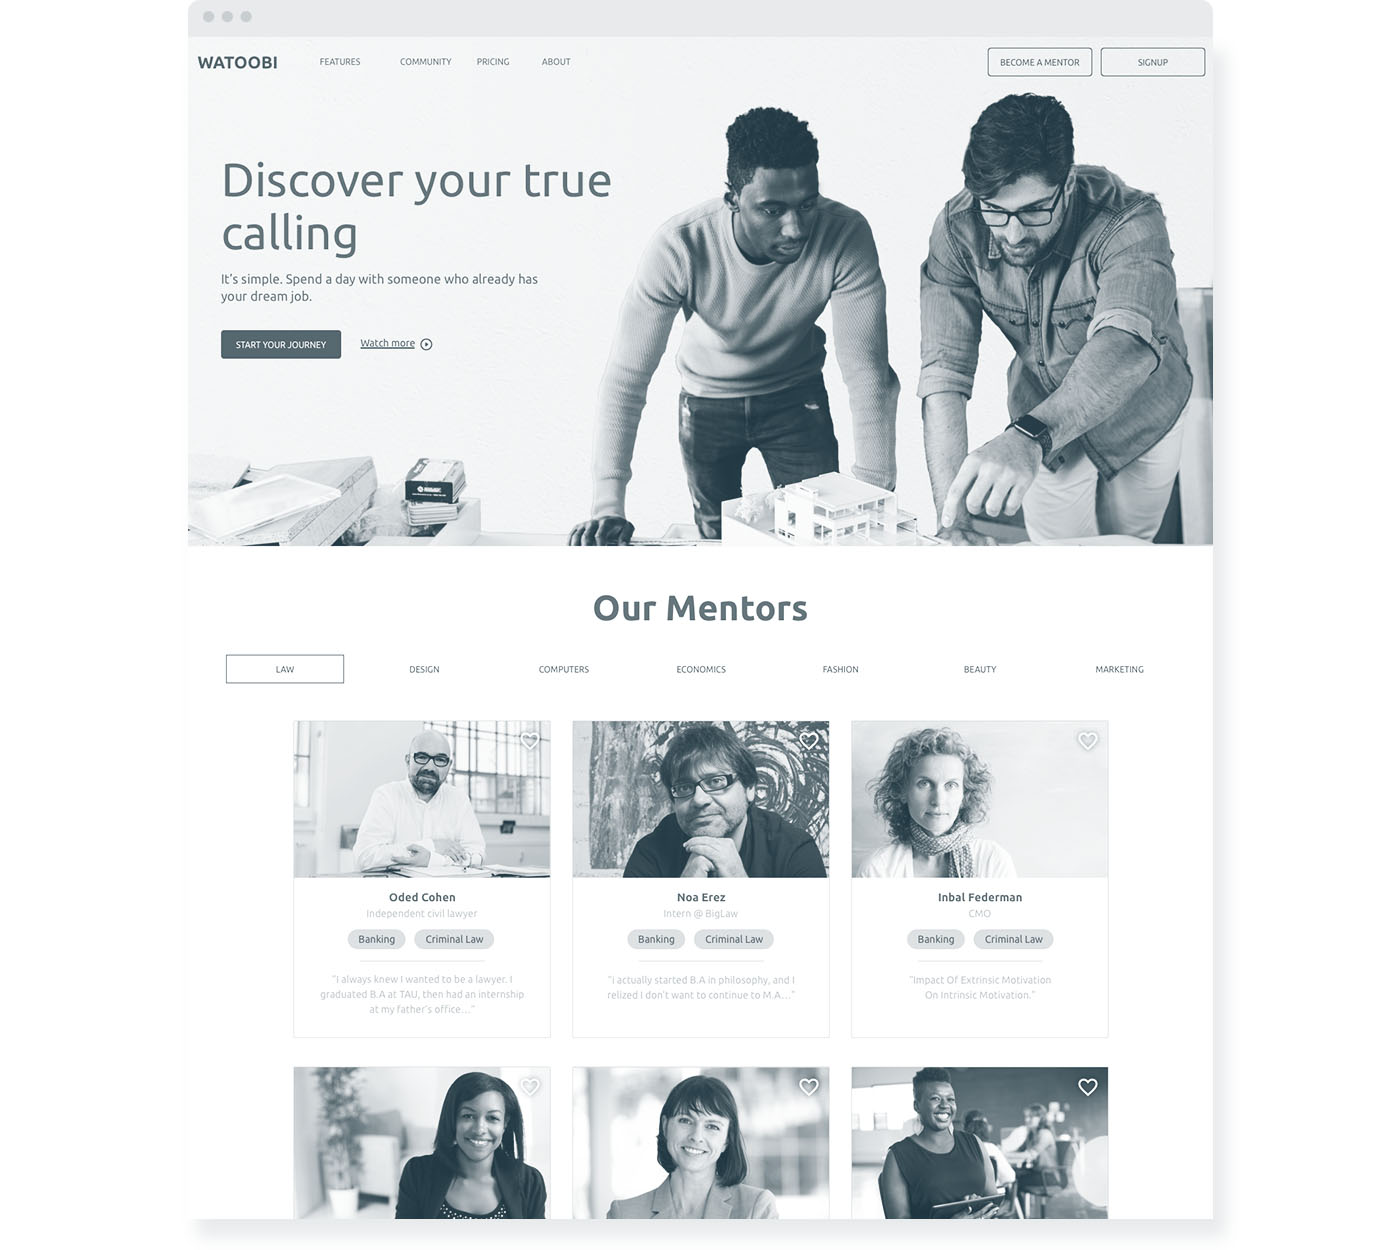 WATOOBI
FEATURES
COMMUNITY
PRICING
ABOUT
BECOME A MENTOR
SIGNUP
Discover your true
calling
It's simple. Spend a day with someone who already has
your dream job.
START YOUR JOURNEY
Watch more
Our Mentors
LAW
DESIGN
COMPUTERS
ECONOMICS
FASHION
BEAUTY
MARKETING
Oded Cohen
Independent civil lawyer
Banking
Criminal Law
"I always knew I wanted to be a lawyer. I
graduated B.A at TAU, then had an internship
at my father's office..."
Noa Erez
Intern @ BigLaw
Banking
Criminal Law
"i actually started B.A in philosophy, and I
relized I don't want to continue to M.A..."
Inbal Federman
CMO
Banking
Criminal Law
"Impact Of Extrinsic Motivation
On Intrinsic Motivation."